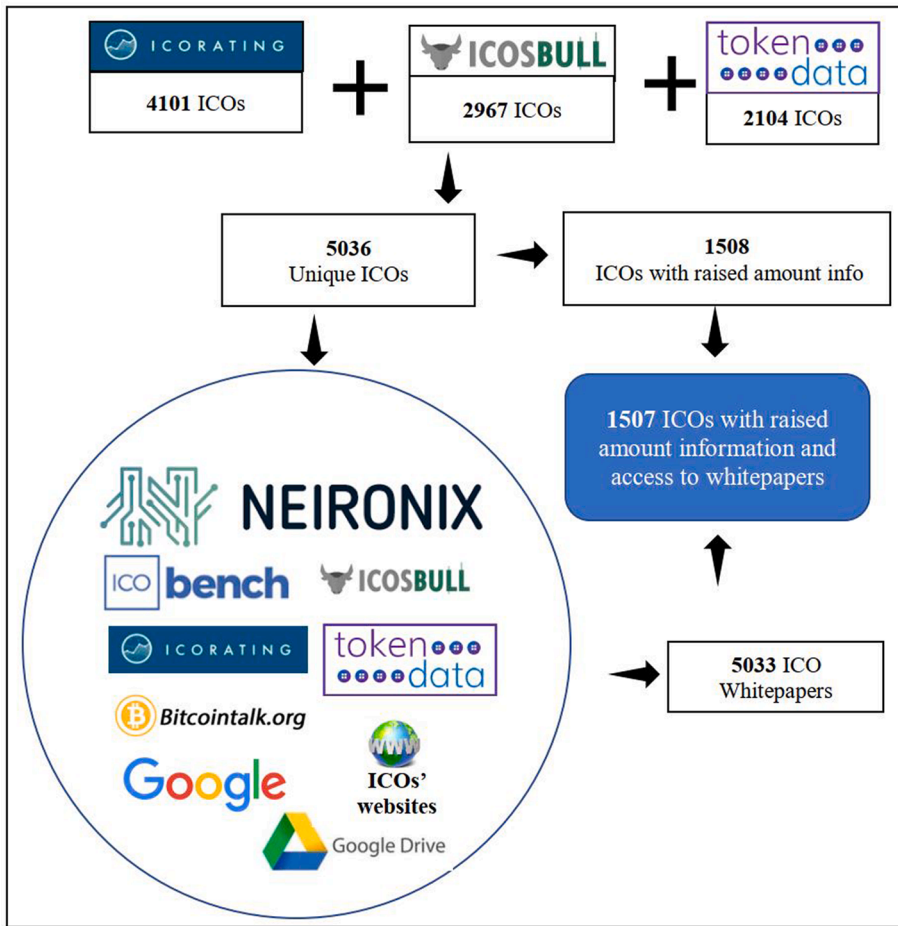 ICORATING
4101 ICOs
ICOSBULL
2967 ICOs
token
data
2104 ICOs
5036
Unique ICOs
1508
ICOs with raised amount info
1507 ICOs with raised
amount information and
access to whitepapers
NEIRONIX
ICO bench
ICOSBULL
ICORATING
token
data
Bitcointalk.org
WWW
ICOs'
websites
Google
Google Drive
5033 ICO
Whitepapers